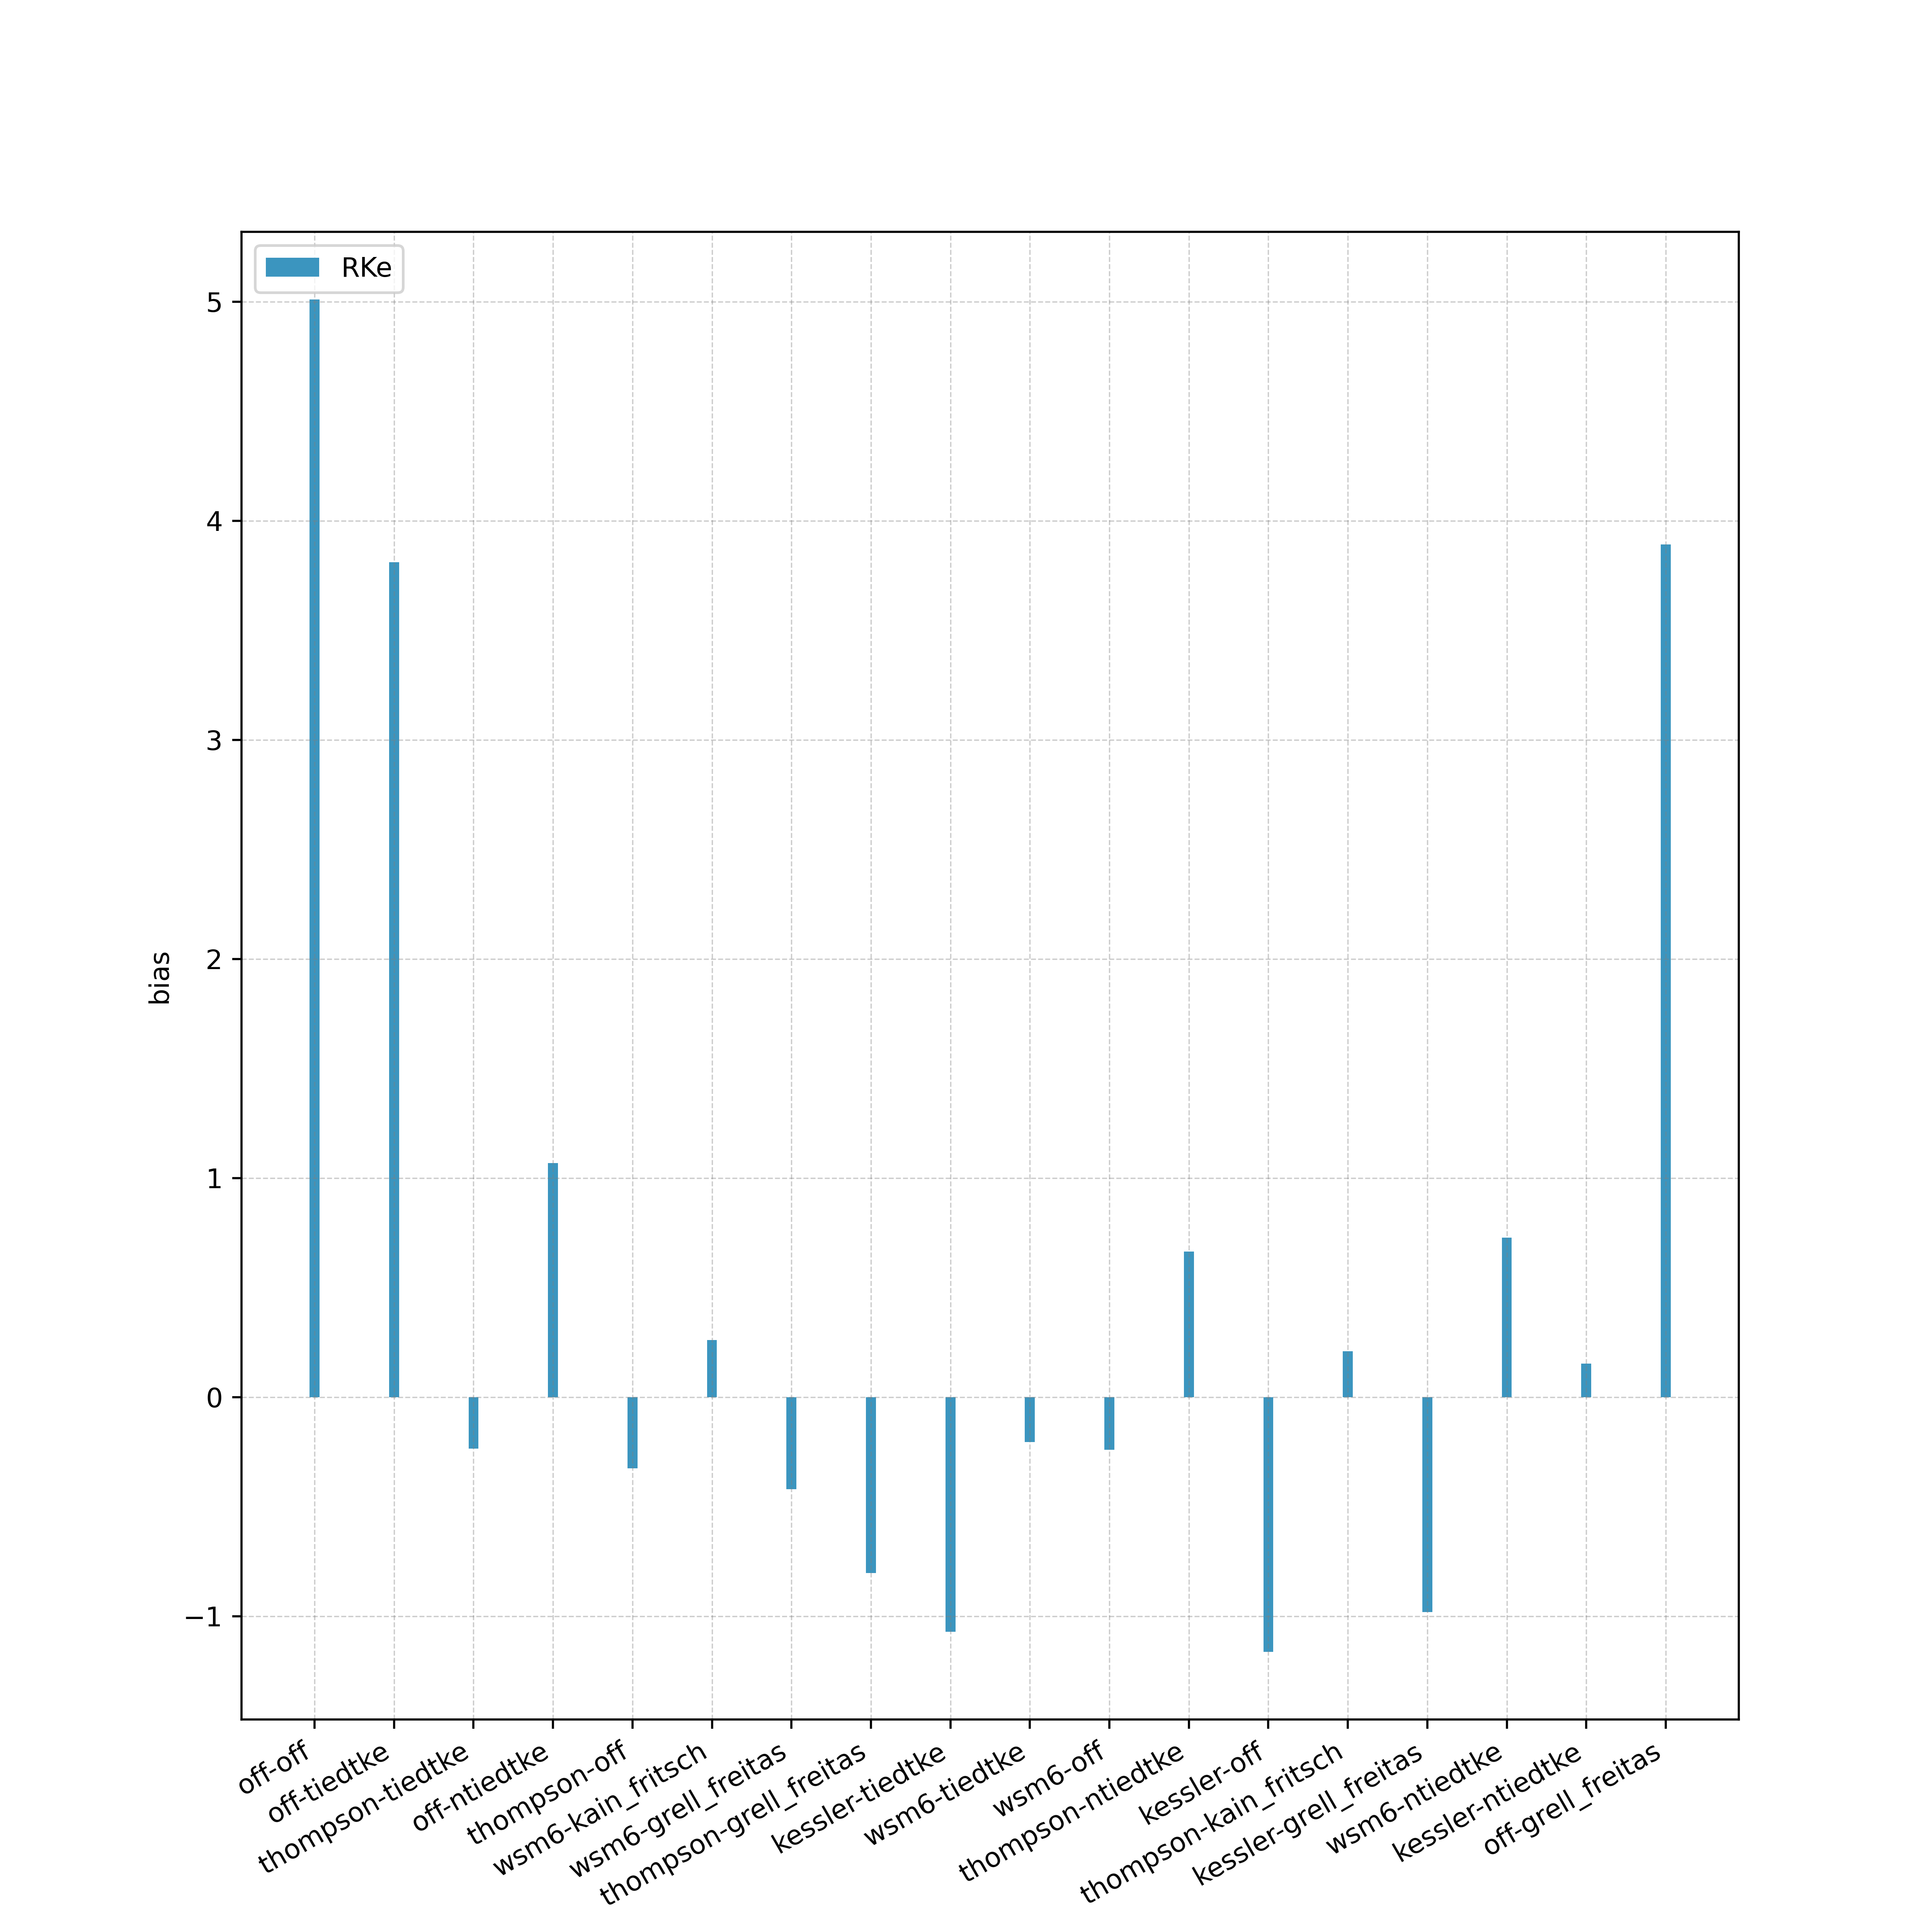 RKe
5
4
3
2
1
0
−1
bias
off-off
off-tiedtke
thompson-tiedtke
off-ntiedtke
thompson-off
wsm6-kain_fritsch
wsm6-grell_freitas
thompson-grell_freitas
kessler-tiedtke
wsm6-tiedtke
wsm6-off
thompson-ntiedtke
kessler-off
thompson-kain_fritsch
kessler-grell_freitas
wsm6-ntiedtke
kessler-ntiedtke
off-grell_freitas